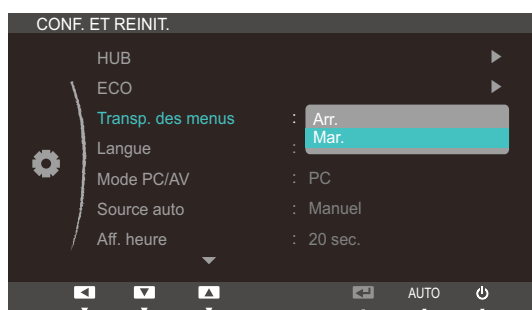 CONF. ET REINIT.
HUB
ECO
Transp. des menus : Arr.
Mar.
Langue :
Mode PC/AV : PC
Source auto : Manuel
Aff. heure : 20 sec.
AUTO